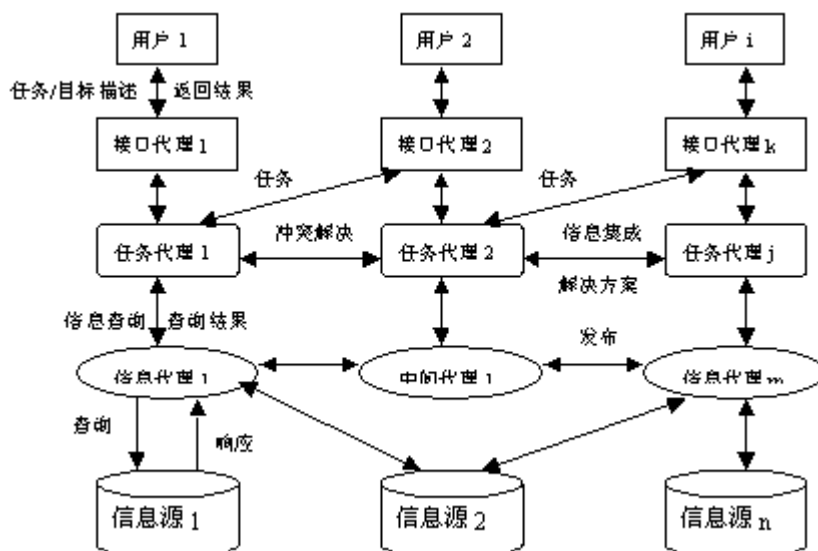 用户 1
用户 2
用户 i
任务/目标描述
返回结果
接口代理1
接口代理2
接口代理k
任务
任务
任务代理1
冲突解决
任务代理2
信息集成
任务代理j
解决方案
信息查询
查询结果
发布
信息代理1
中间代理1
信息代理m
查询
响应
信息源 1
信息源 2
信息源 n